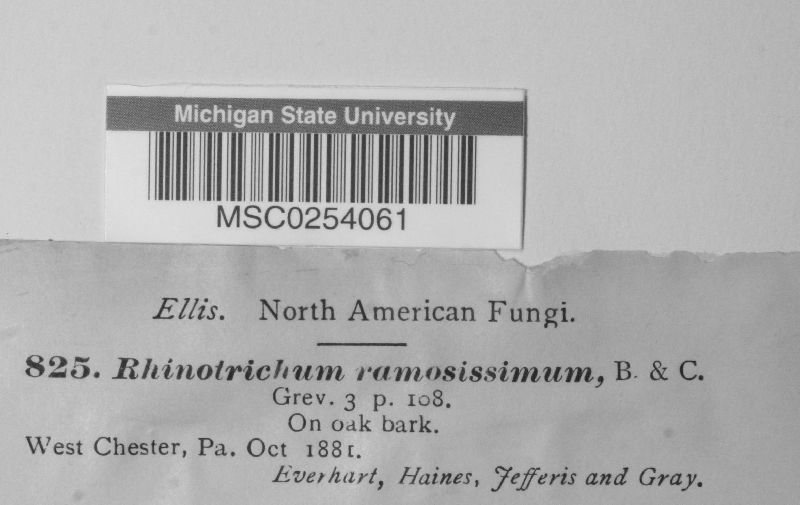 Michigan State University
MSC0254061
Ellis. North American Fungi.
825. Rhinotrichum ramosissimum, B. & C.
Grev. 3 p. 108.
On oak bark.
West Chester, Pa. Oct 1881.
Everhart, Haines, Jefferis and Gray.